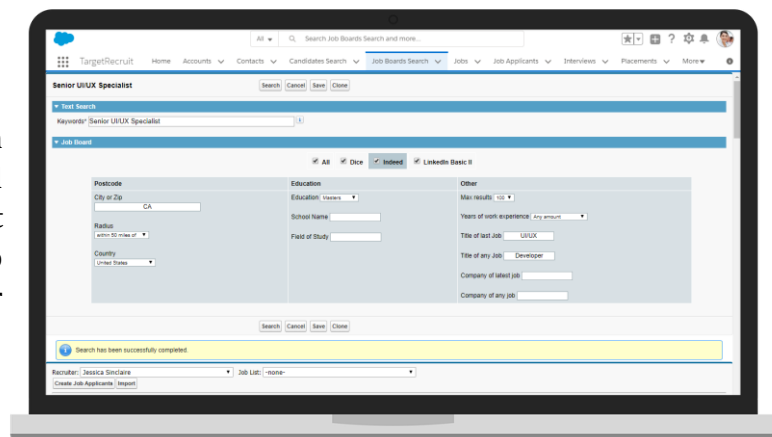 All Search Job Boards Search and more...
TargetRecruit Home Accounts Contacts Candidates Search Job Boards Search Jobs Job Applicants Interviews Placements More
Senior UI/UX Specialist Search Cancel Save Clone
Text Search
Keywords* Senior UI/UX Specialist
Job Board
All Dice Indeed LinkedIn Basic II
Postcode Education Other
City or Zip Education Masters Max results 100
CA
School Name Years of work experience Any amount
Radius
within 50 miles of Field of Study Title of last Job UI/UX
Country Title of any Job Developer
United States
Company of latest job
Company of any job
Search Cancel Save Clone
Search has been successfully completed.
Recruiter: Jessica Sinclaire Job List: -none-
Create Job Applicants Import